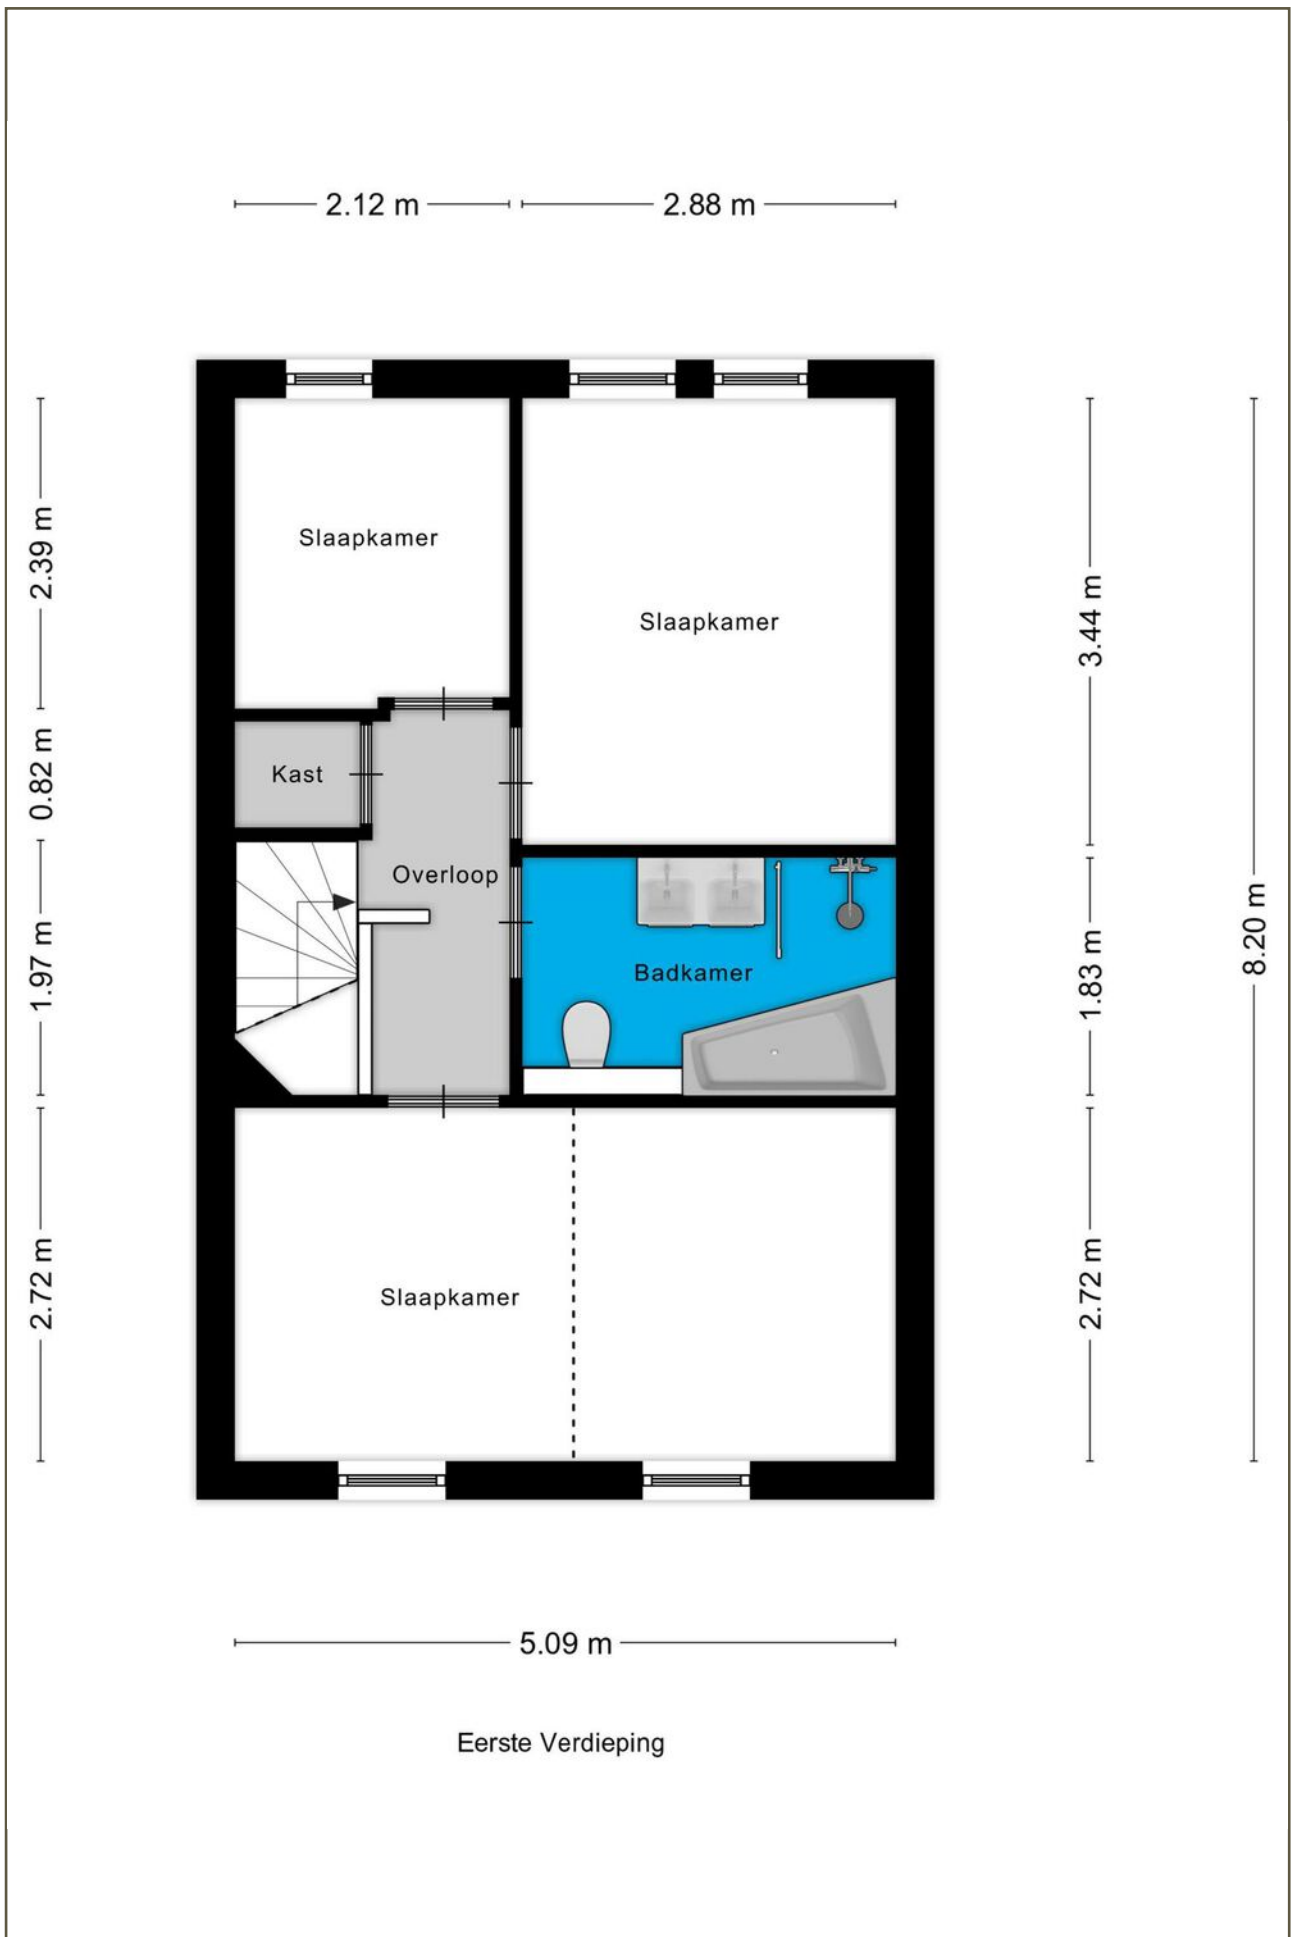 2.12 m
2.88 m
2.39 m
0.82 m
1.97 m
2.72 m
Slaapkamer
Slaapkamer
Kast
Overloop
Badkamer
Slaapkamer
3.44 m
1.83 m
2.72 m
8.20 m
5.09 m
Eerste Verdieping